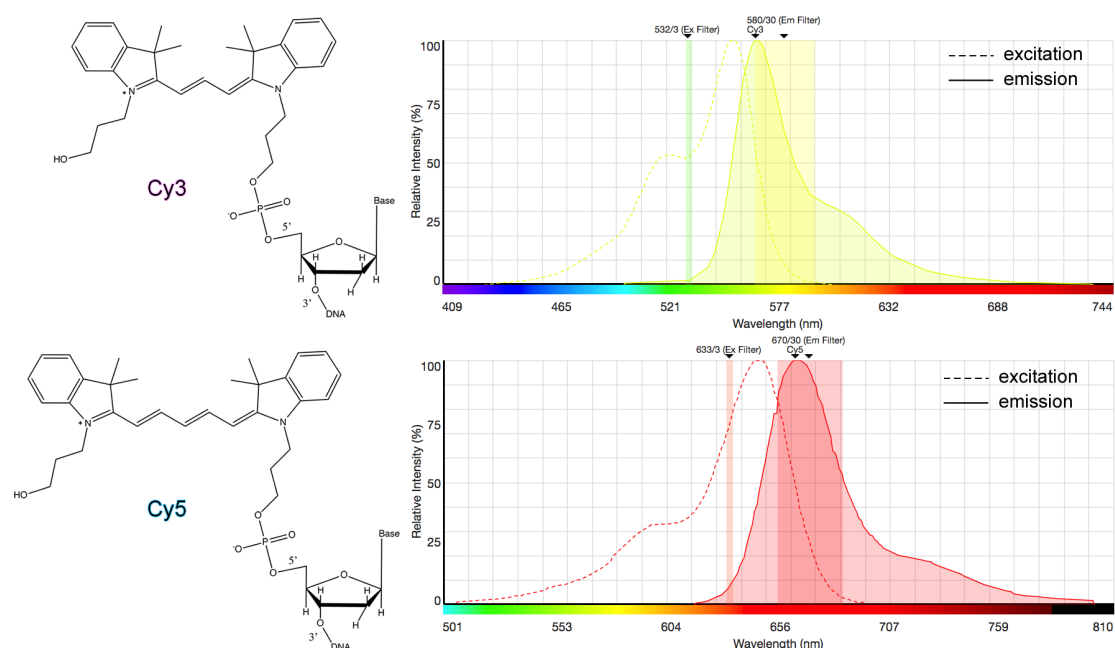 532/3 (Ex Filter)
580/30 (Em Filter)
Cy3
100
75
50
25
0
Relative Intensity (%)
excitation
emission
409 465 521 577 632 688 744
Wavelength (nm)
N
+
N
HO
Cy3
O
-O
P
O
O
5’
O
Base
H
H
H
H
H
3’
O
DNA
633/3 (Ex Filter)
670/30 (Em Filter)
Cy5
100
75
50
25
0
Relative Intensity (%)
excitation
emission
501 553 604 656 707 759 810
Wavelength (nm)
+
N
N
HO
Cy5
O
-O
P
O
O
5’
O
Base
H
H
H
H
H
3’
O
DNA